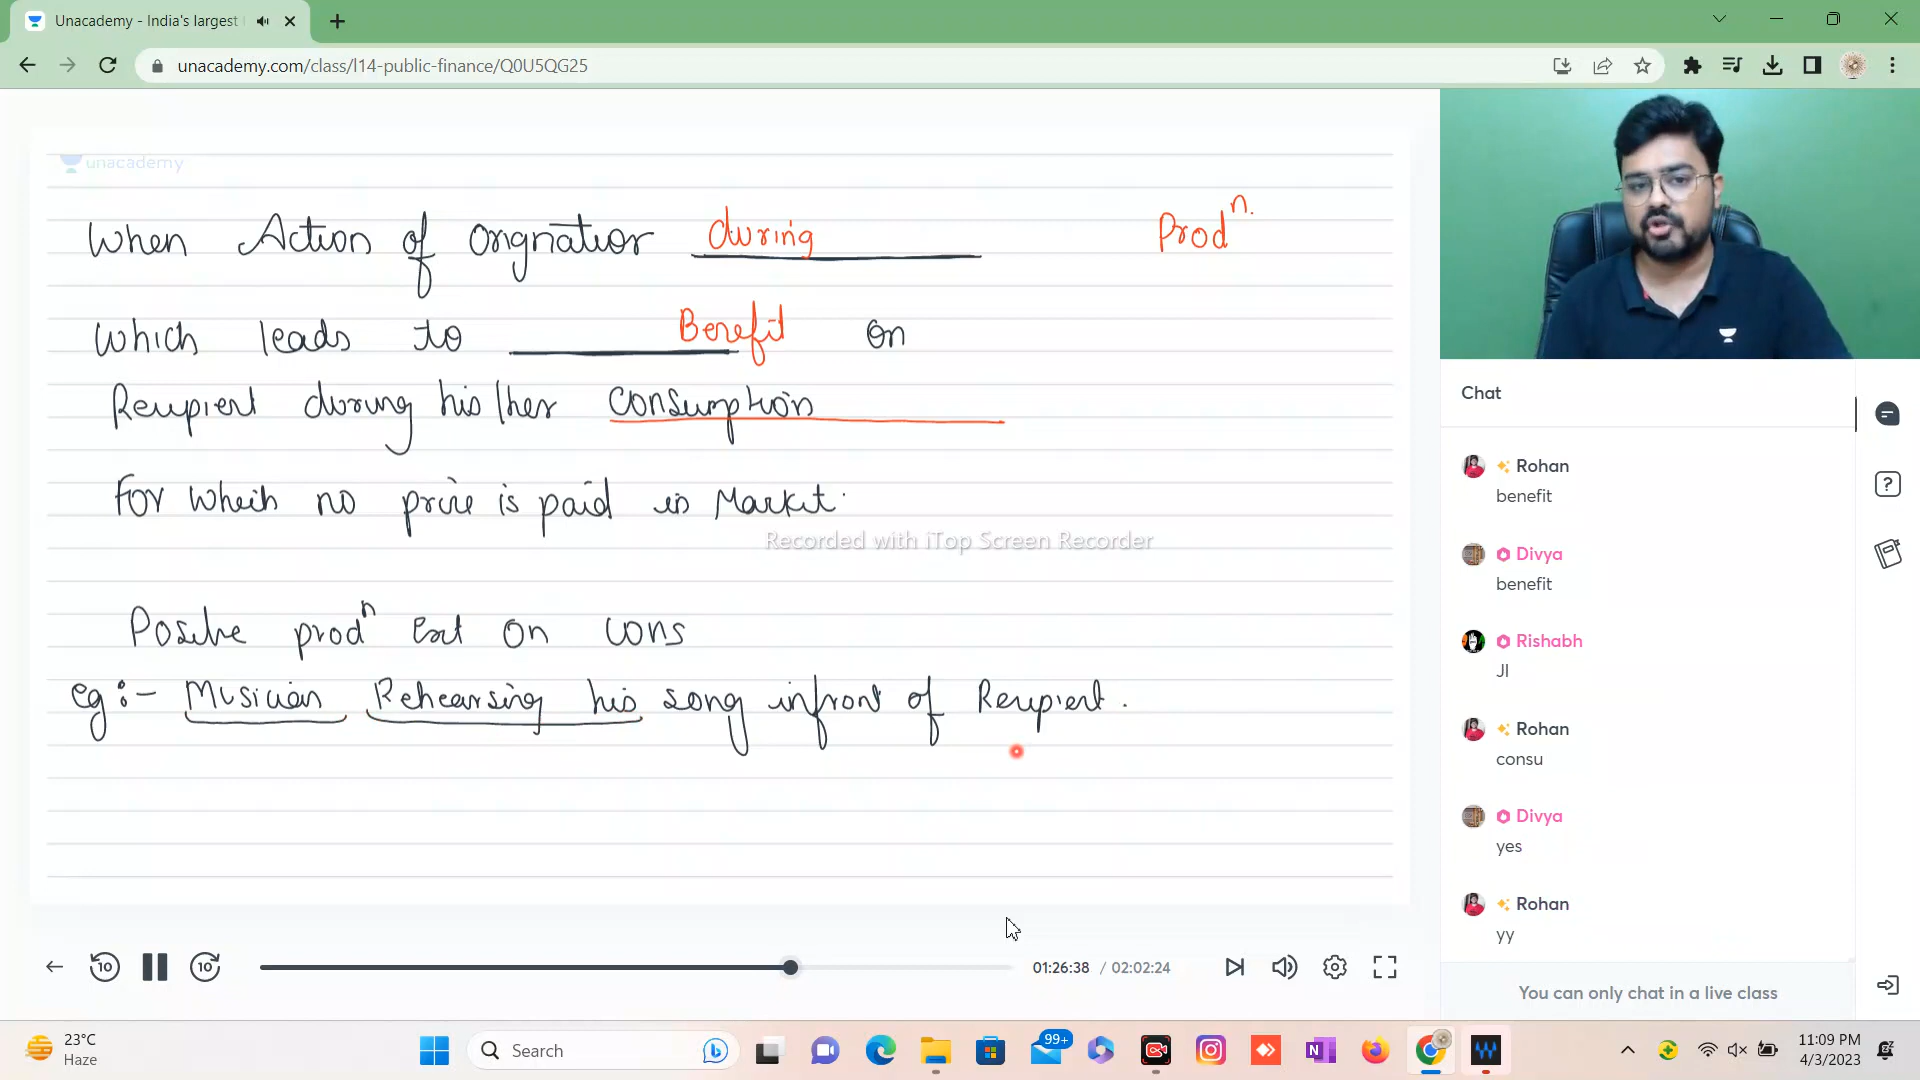 Unacademy - India's largest
unacademy.com/class/l14-public-finance/Q0U5QG25
unacademy
When Action of Orignatior during Prodⁿ.
which leads to Benefit on
Recipient during his/her consumption
For which no price is paid in Market.
Recorded with iTop Screen Recorder
Positve prodⁿ Ext On cons
eg:- Musician Rehearsing his song infront of Recipient.
10
10
01:26:38 / 02:02:24
Chat
Rohan
benefit
Divya
benefit
Rishabh
JI
Rohan
consu
Divya
yes
Rohan
yy
You can only chat in a live class
23°C
Haze
Search
99+
11:09 PM
4/3/2023